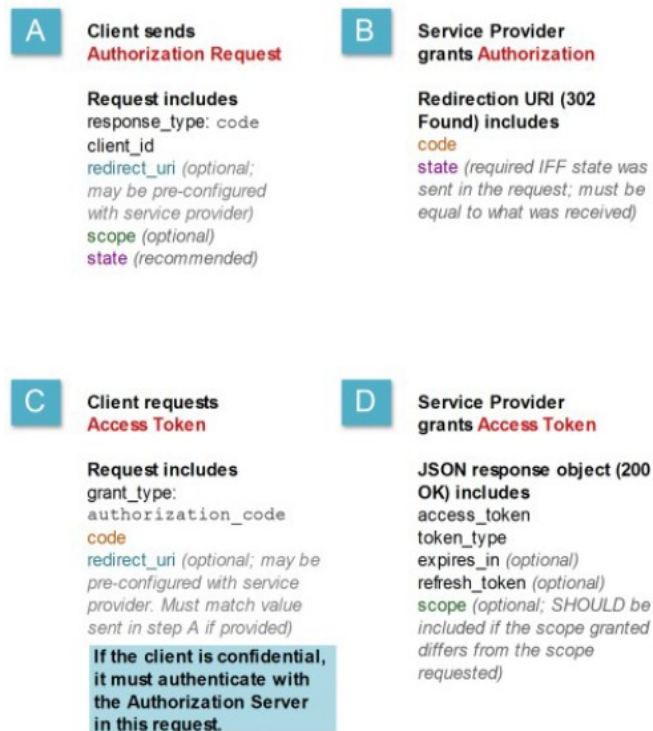 A
Client sends
Authorization Request
Request includes
response_type: code
client_id
redirect_uri (optional;
may be pre-configured
with service provider)
scope (optional)
state (recommended)
B
Service Provider
grants Authorization
Redirection URI (302
Found) includes
code
state (required IFF state was
sent in the request; must be
equal to what was received)
C
Client requests
Access Token
Request includes
grant_type:
authorization_code
code
redirect_uri (optional; may be
pre-configured with service
provider. Must match value
sent in step A if provided)
If the client is confidential,
it must authenticate with
the Authorization Server
in this request.
D
Service Provider
grants Access Token
JSON response object (200
OK) includes
access_token
token_type
expires_in (optional)
refresh_token (optional)
scope (optional; SHOULD be
included if the scope granted
differs from the scope
requested)